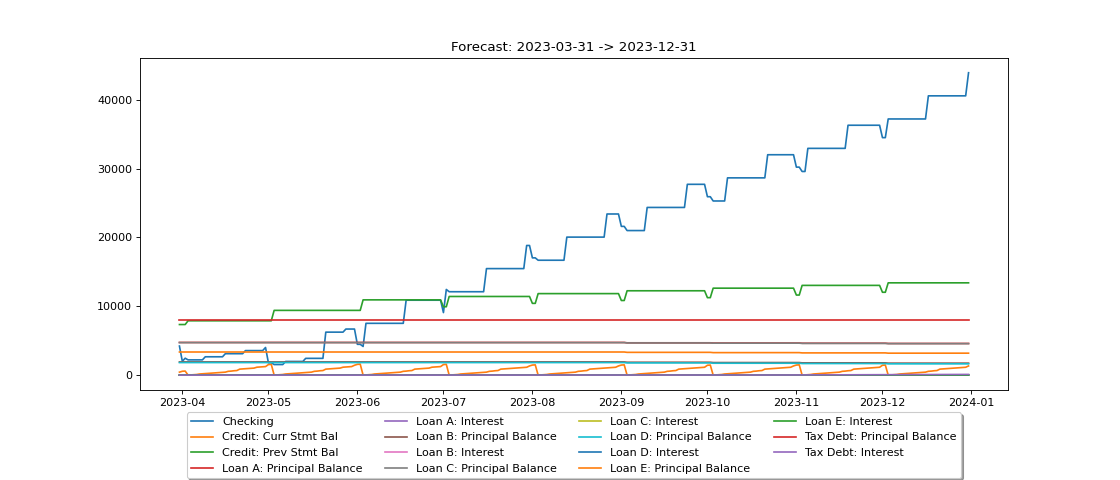 Forecast: 2023-03-31 -> 2023-12-31
40000
30000
20000
10000
0
2023-04 2023-05 2023-06 2023-07 2023-08 2023-09 2023-10 2023-11 2023-12 2024-01
Checking Loan A: Interest Loan C: Interest Loan E: Interest
Credit: Curr Stmt Bal Loan B: Principal Balance Loan D: Principal Balance Tax Debt: Principal Balance
Credit: Prev Stmt Bal Loan B: Interest Loan D: Interest Tax Debt: Interest
Loan A: Principal Balance Loan C: Principal Balance Loan E: Principal Balance